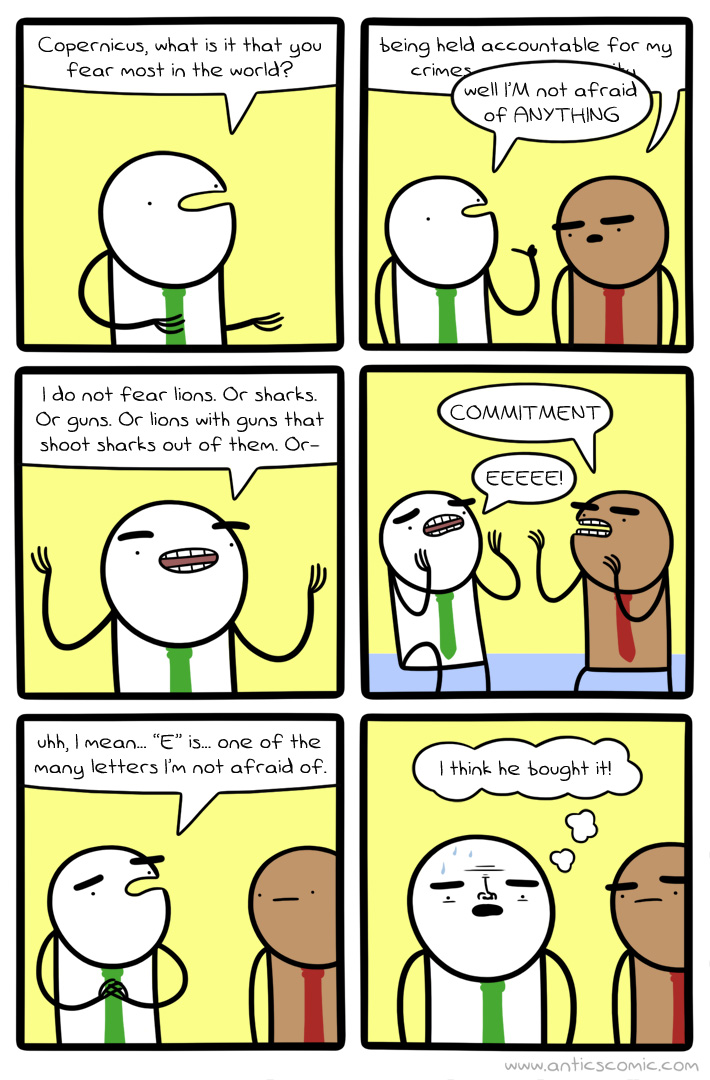 Copernicus, what is it that you
fear most in the world?
being held accountable for my
crimes
well I'M not afraid
of ANYTHING
I do not fear lions. Or sharks.
Or guns. Or lions with guns that
shoot sharks out of them. Or-
COMMITMENT
EEEEE!
uhh, I mean... "E" is... one of the
many letters I'm not afraid of.
I think he bought it!
www.anticscomic.com